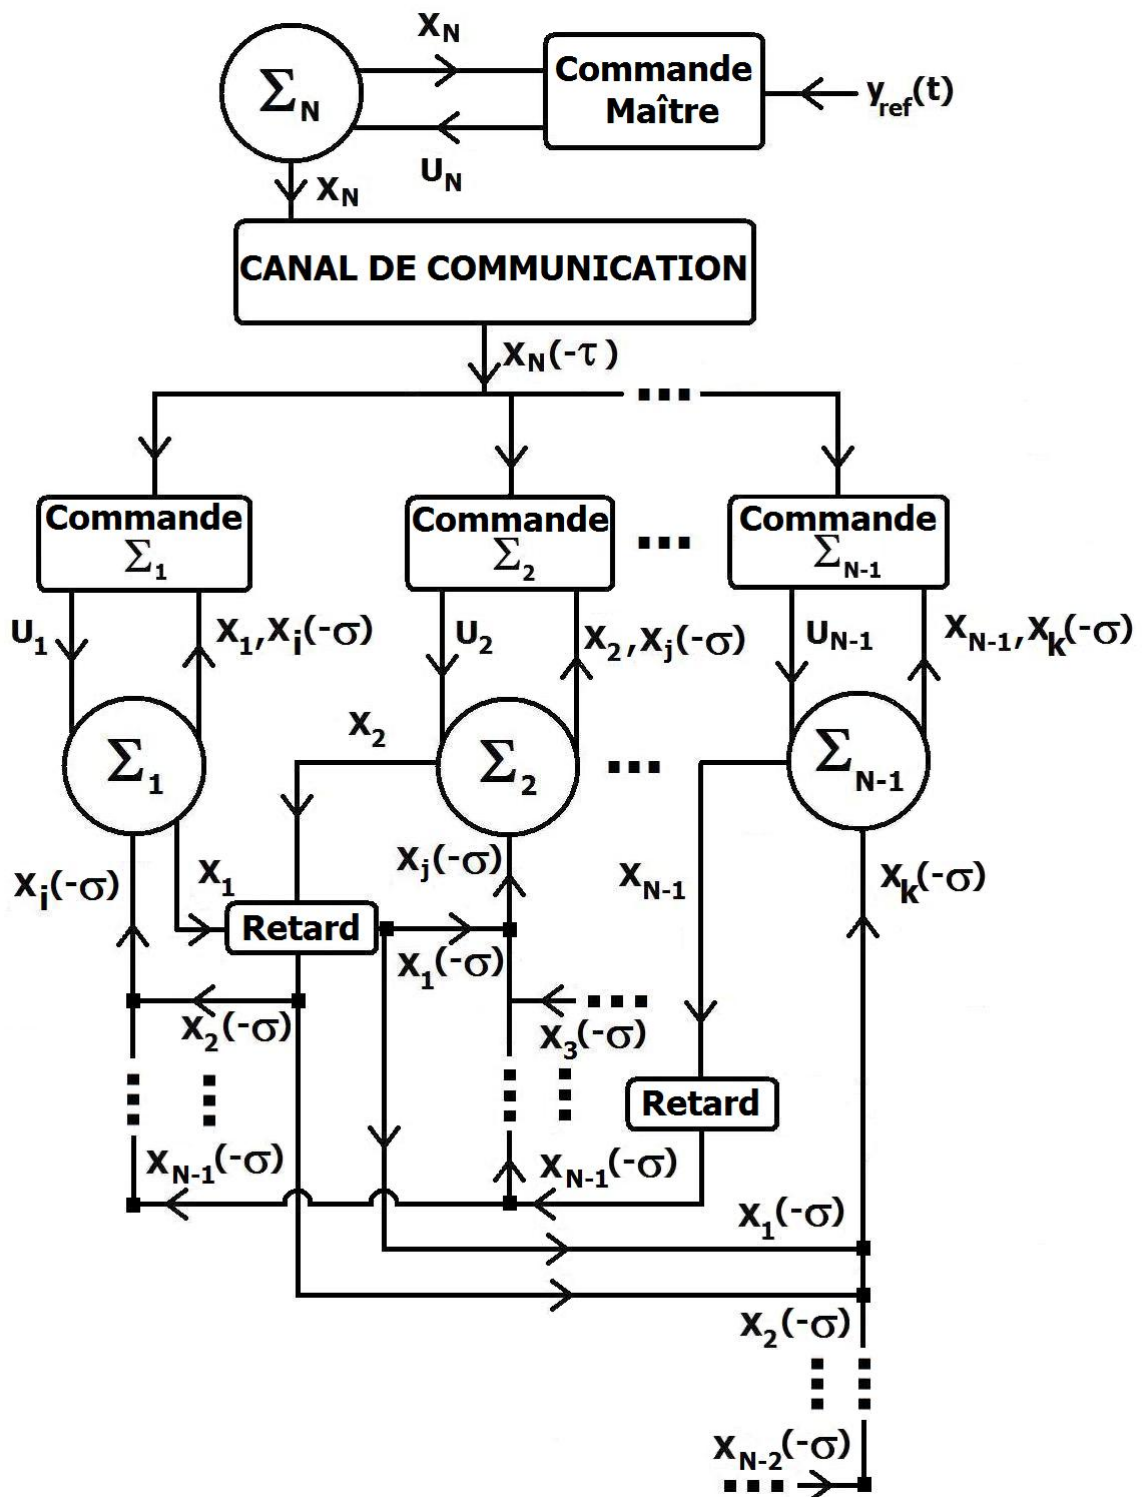 X_N
Σ_N
Commande
Maître
y_ref(t)
U_N
X_N
CANAL DE COMMUNICATION
X_N(-τ)
...
Commande
Σ_1
Commande
Σ_2
...
Commande
Σ_N-1
U_1
X_1,X_i(-σ)
U_2
X_2,X_j(-σ)
U_N-1
X_N-1,X_k(-σ)
X_2
Σ_1
Σ_2
...
Σ_N-1
X_i(-σ)
X_1
X_j(-σ)
X_N-1
X_k(-σ)
Retard
X_1(-σ)
X_2(-σ)
X_3(-σ)
Retard
X_N-1(-σ)
X_N-1(-σ)
X_1(-σ)
X_2(-σ)
X_N-2(-σ)